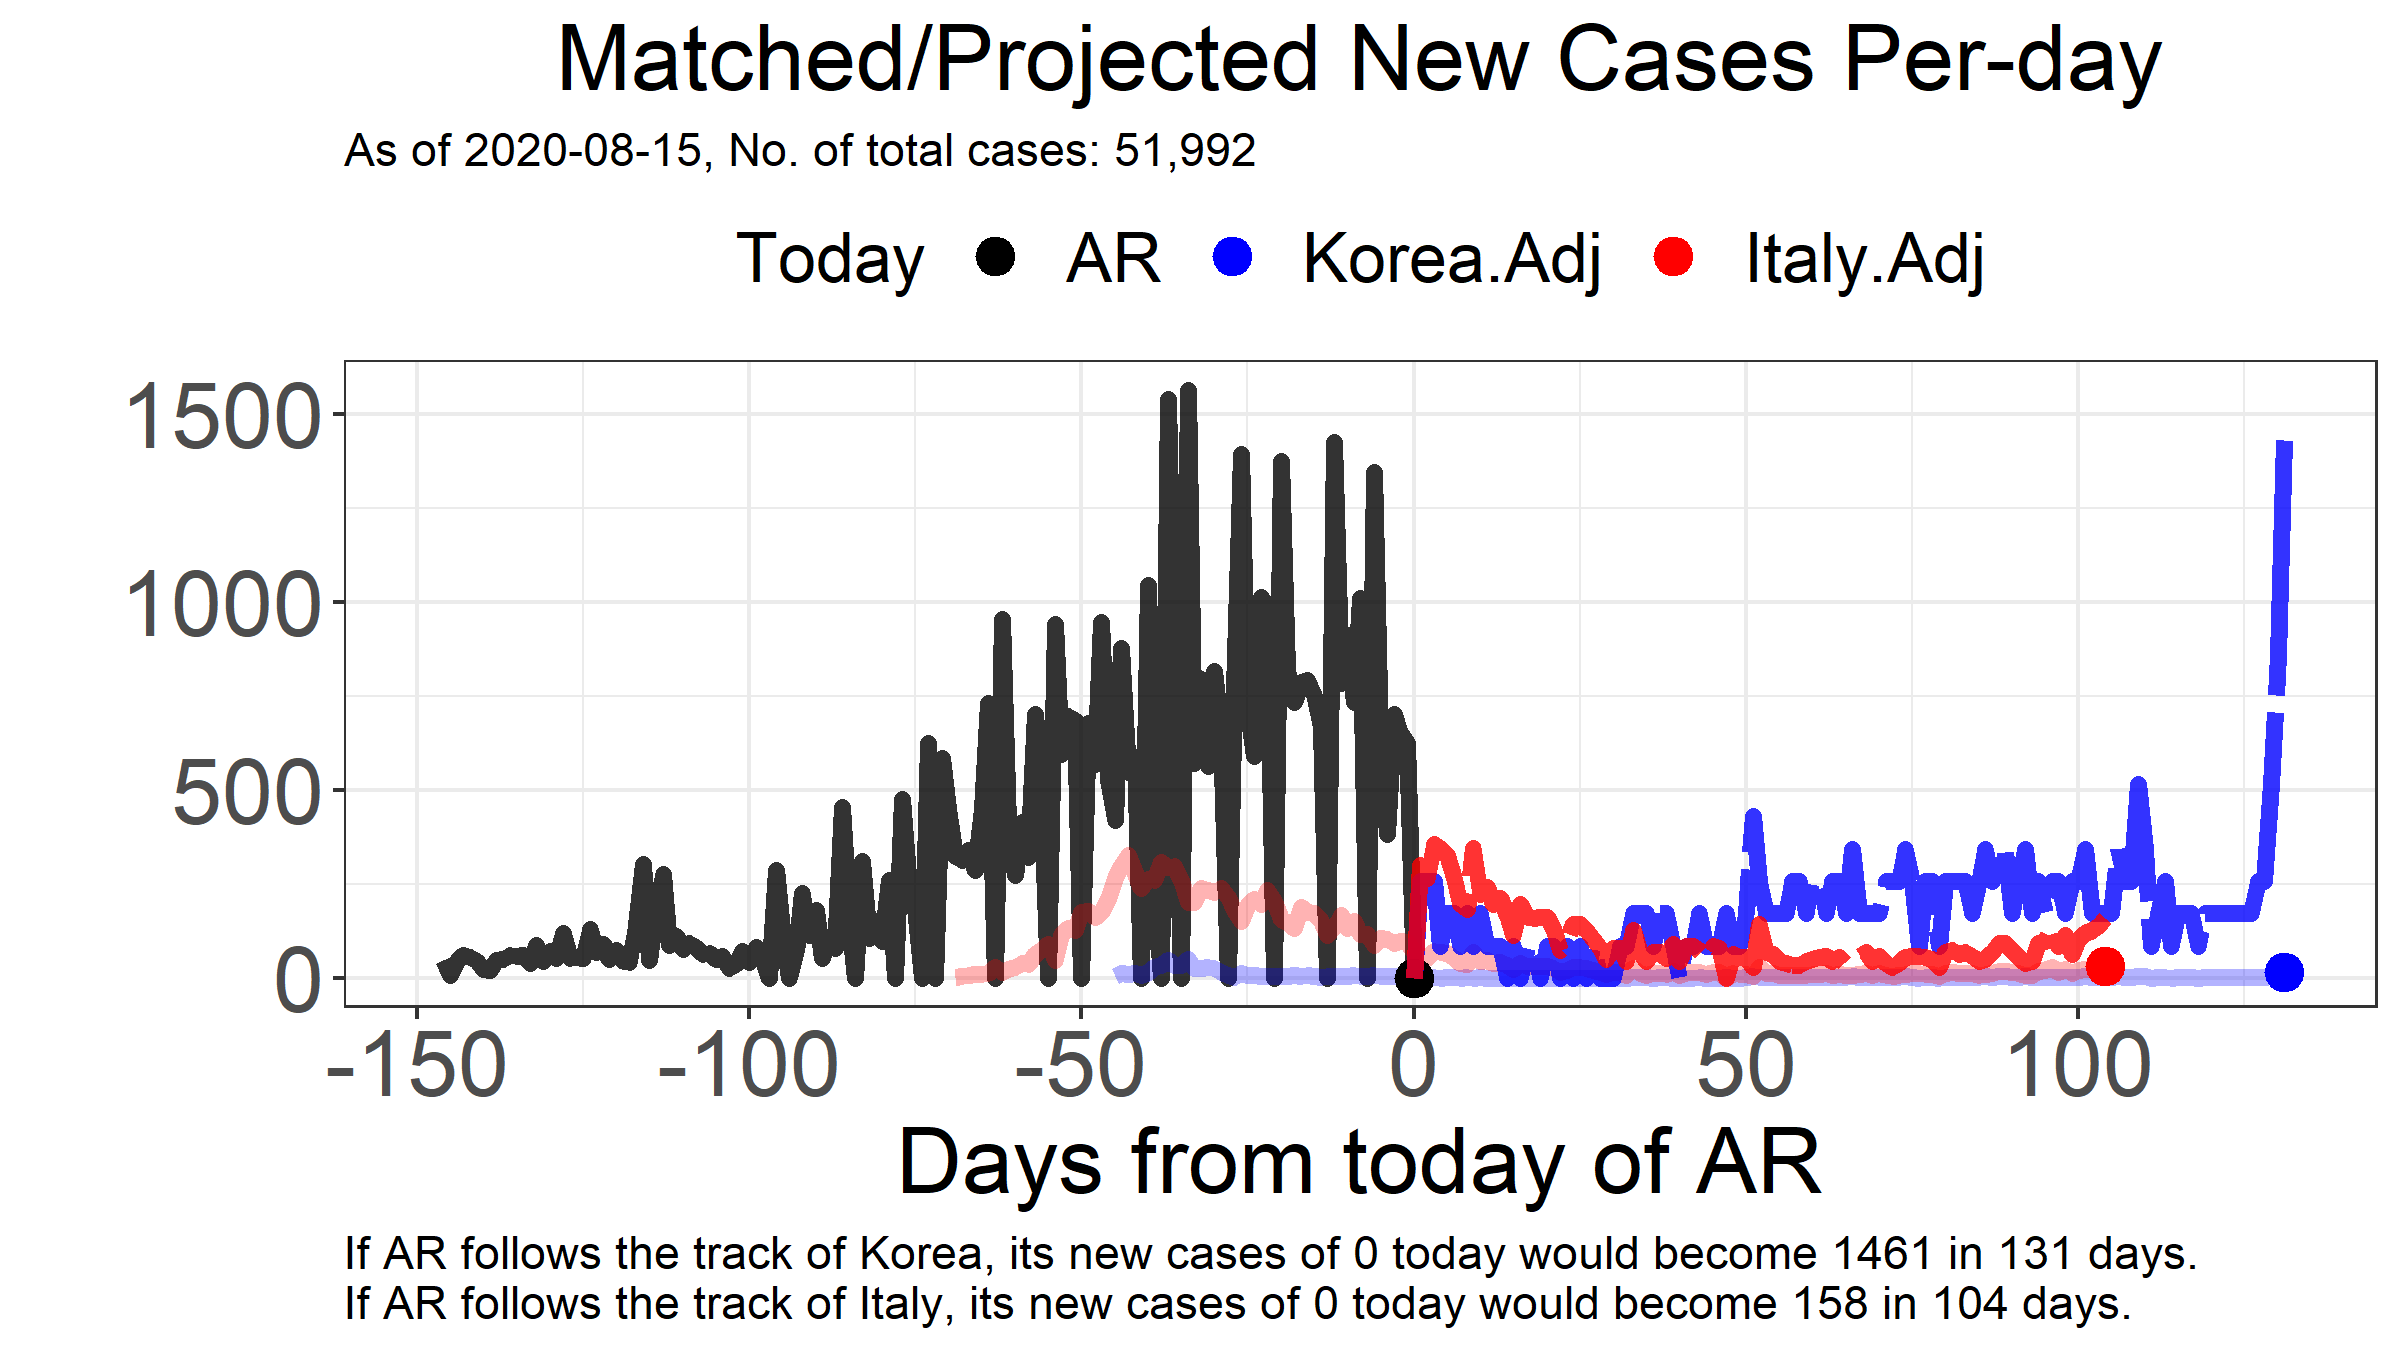 Matched/Projected New Cases Per-day
As of 2020-08-15, No. of total cases: 51,992
Today AR Korea.Adj Italy.Adj
1500
1000
500
0
-150 -100 -50 0 50 100
Days from today of AR
If AR follows the track of Korea, its new cases of 0 today would become 1461 in 131 days.
If AR follows the track of Italy, its new cases of 0 today would become 158 in 104 days.